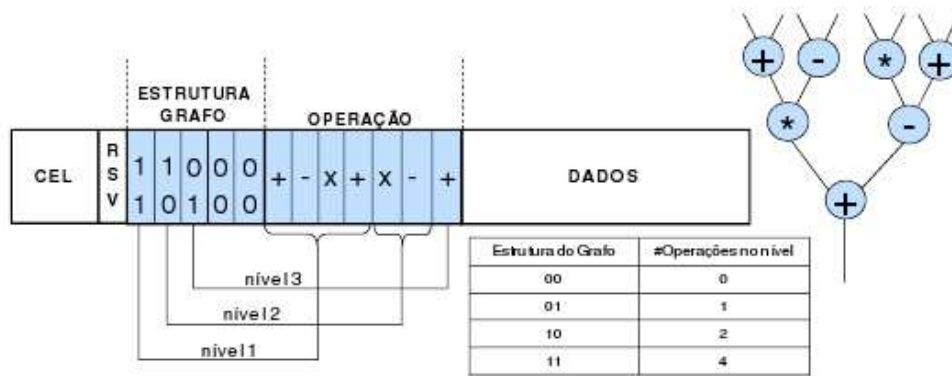 + - * +
* -
+
ESTRUTURA
GRAFO
OPERAÇÃO
CEL
R
S
V
1 1 0 0 0
1 0 1 0 0
+ - x + x - +
DADOS
nível3
nível2
nível1
Estrutura do Grafo #Operações no nível
00 0
01 1
10 2
11 4